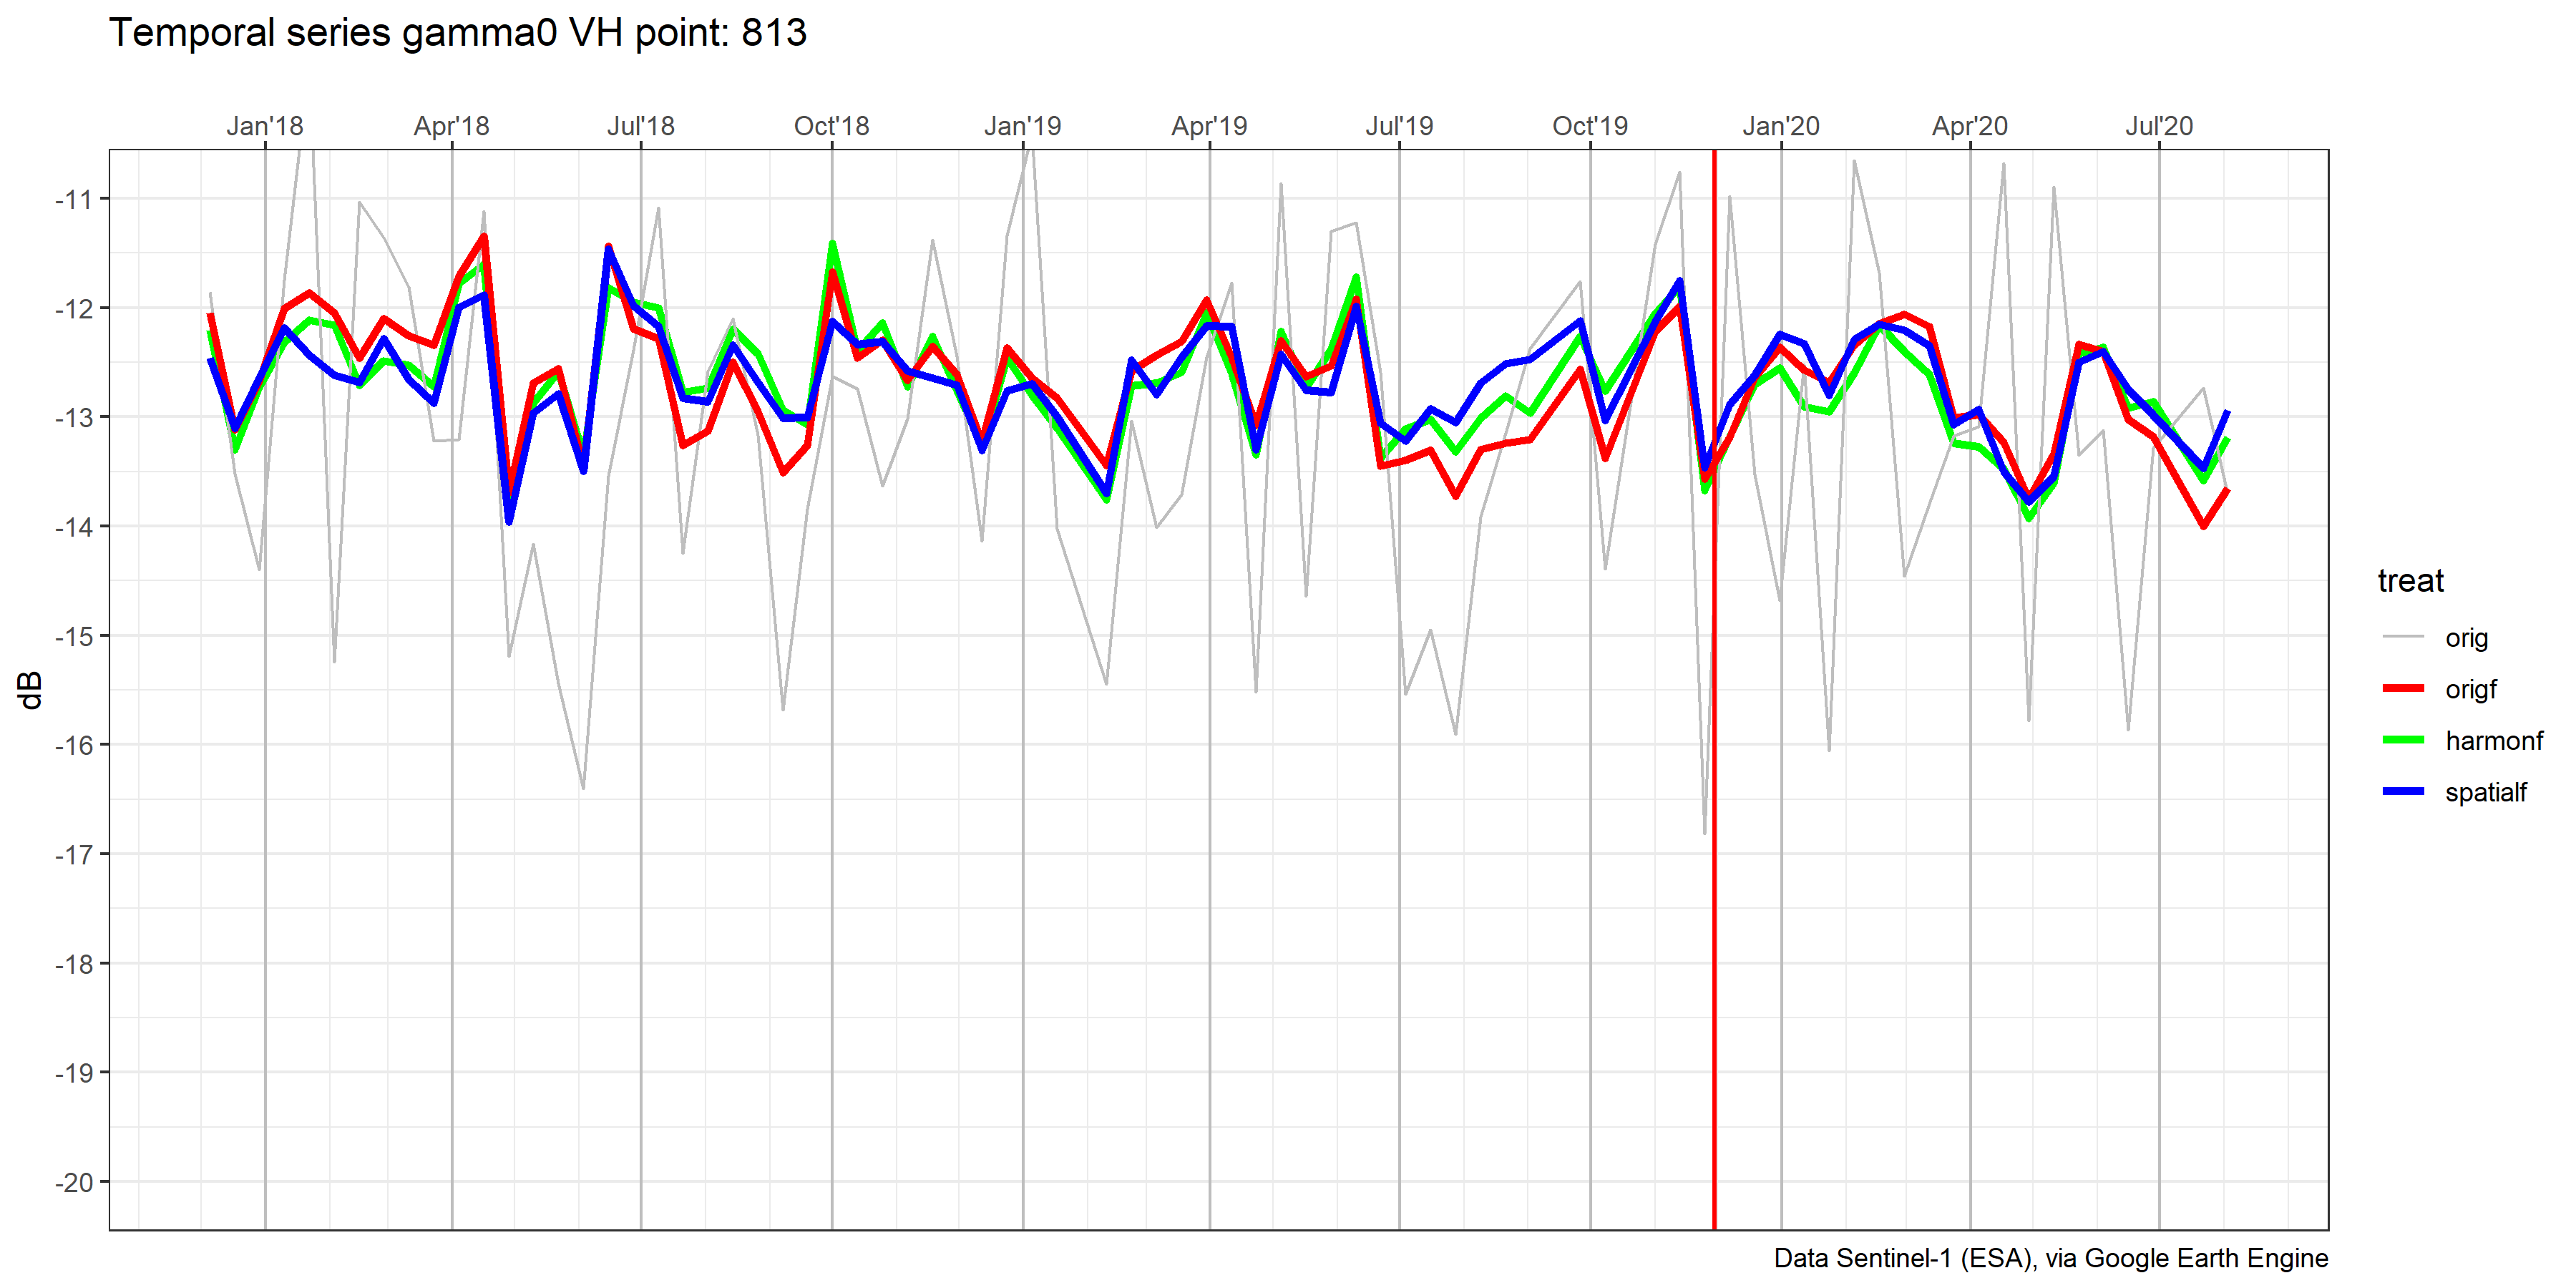 Temporal series gamma0 VH point: 813
Jan'18 Apr'18 Jul'18 Oct'18 Jan'19 Apr'19 Jul'19 Oct'19 Jan'20 Apr'20 Jul'20
-11
-12
-13
-14
-15
-16
-17
-18
-19
-20
dB
treat
orig
origf
harmonf
spatialf
Data Sentinel-1 (ESA), via Google Earth Engine